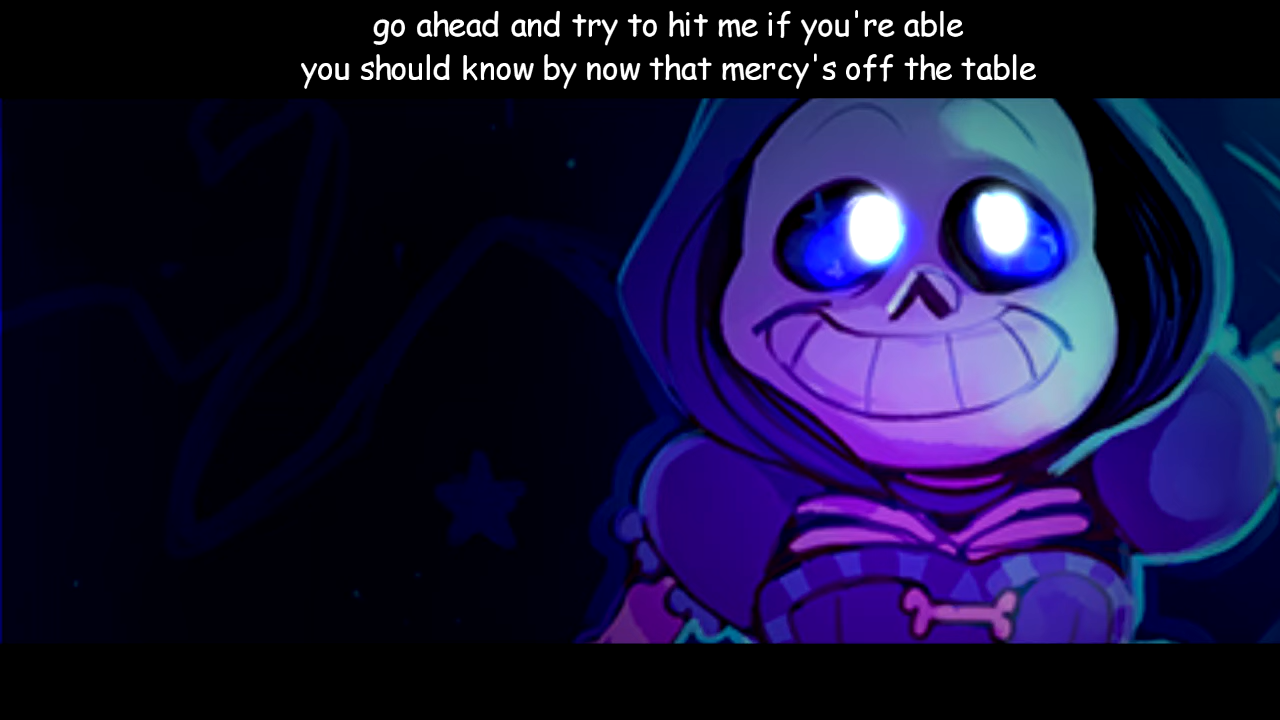 go ahead and try to hit me if you're able
you should know by now that mercy's off the table